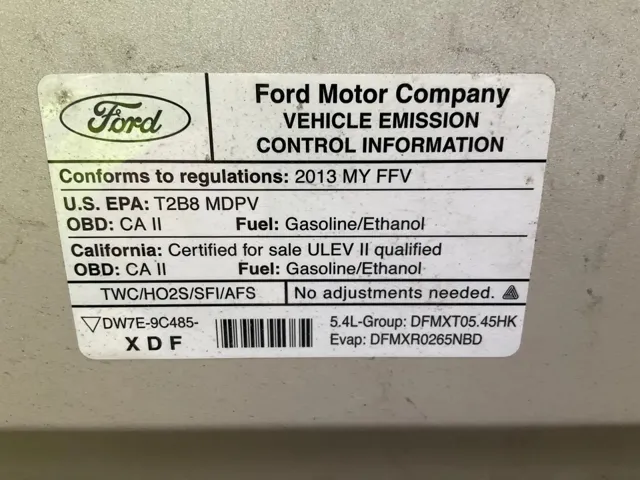 Ford
Ford Motor Company
VEHICLE EMISSION
CONTROL INFORMATION
Conforms to regulations: 2013 MY FFV
U.S. EPA: T2B8 MDPV
OBD: CA II Fuel: Gasoline/Ethanol
California: Certified for sale ULEV II qualified
OBD: CA II Fuel: Gasoline/Ethanol
TWC/HO2S/SFI/AFS No adjustments needed.
▽DW7E-9C485- 5.4L-Group: DFMXT05.45HK
XDF Evap: DFMXR0265NBD